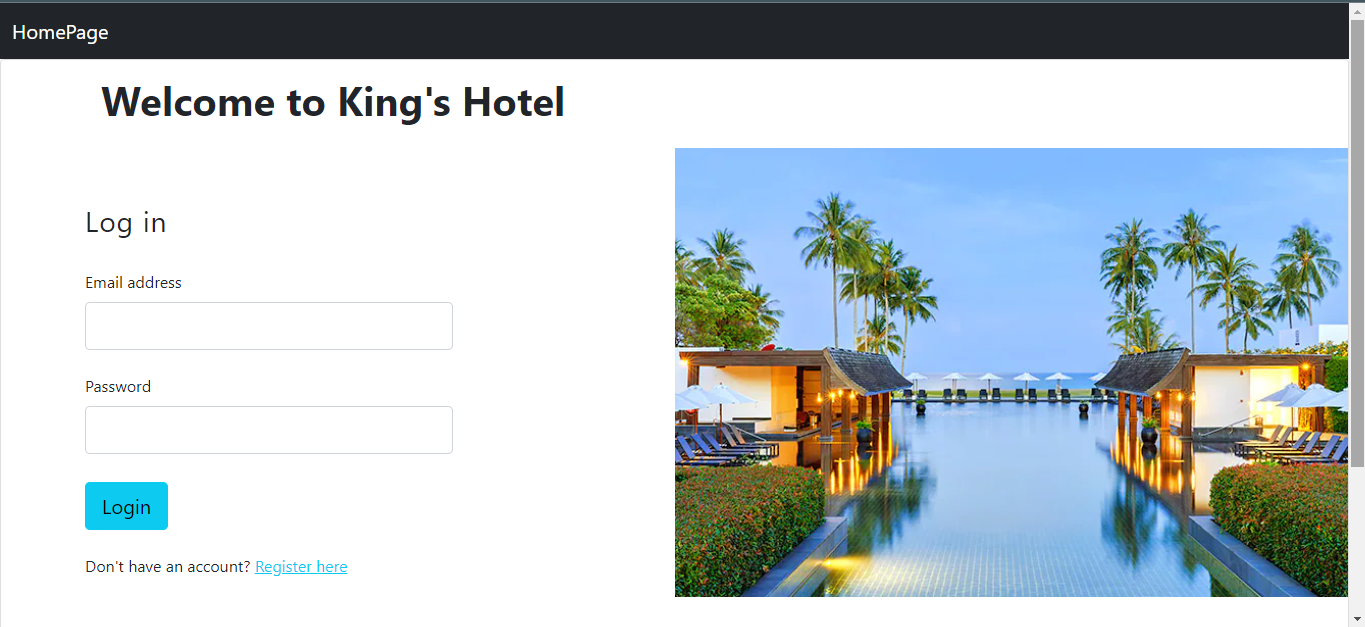 HomePage
Welcome to King's Hotel
Log in
Email address
Password
Login
Don't have an account? Register here